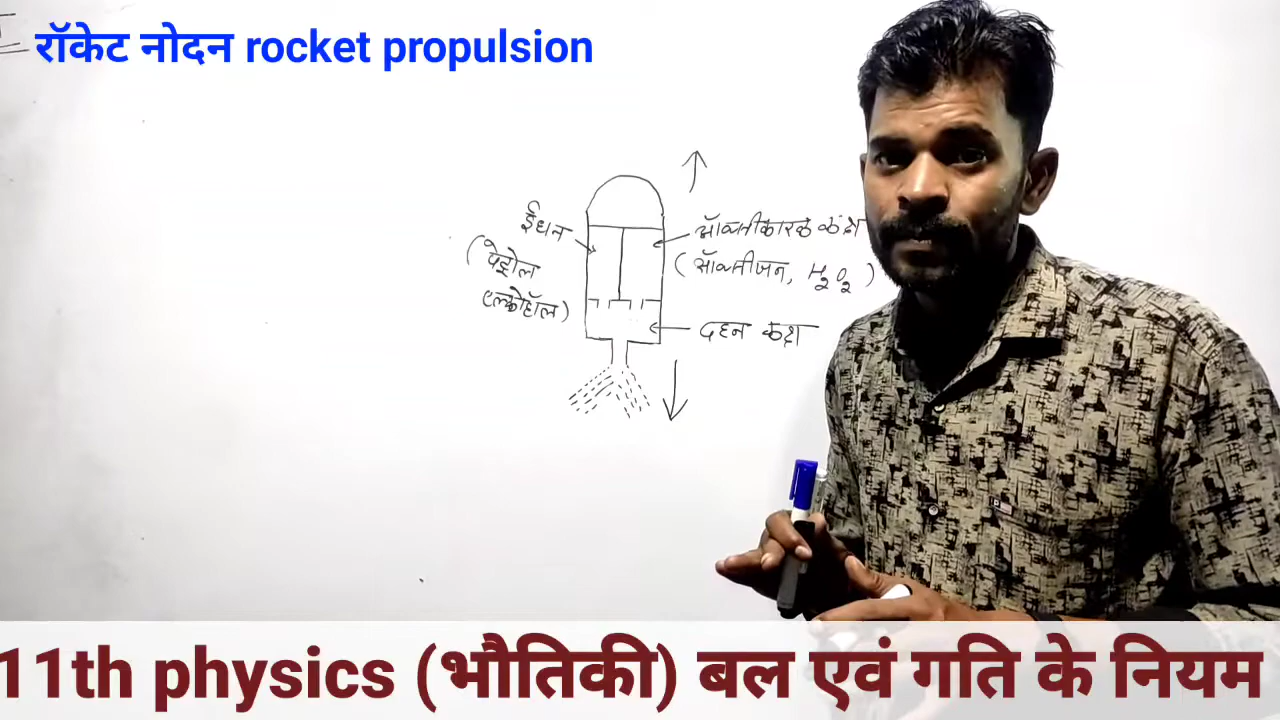 रॉकेट नोदन rocket propulsion
ईंधन
(पेट्रोल
एल्कोहॉल)
ऑक्सीकारक कक्ष
(ऑक्सीजन, H₂O₂)
दहन कक्ष
11th physics (भौतिकी) बल एवं गति के नियम